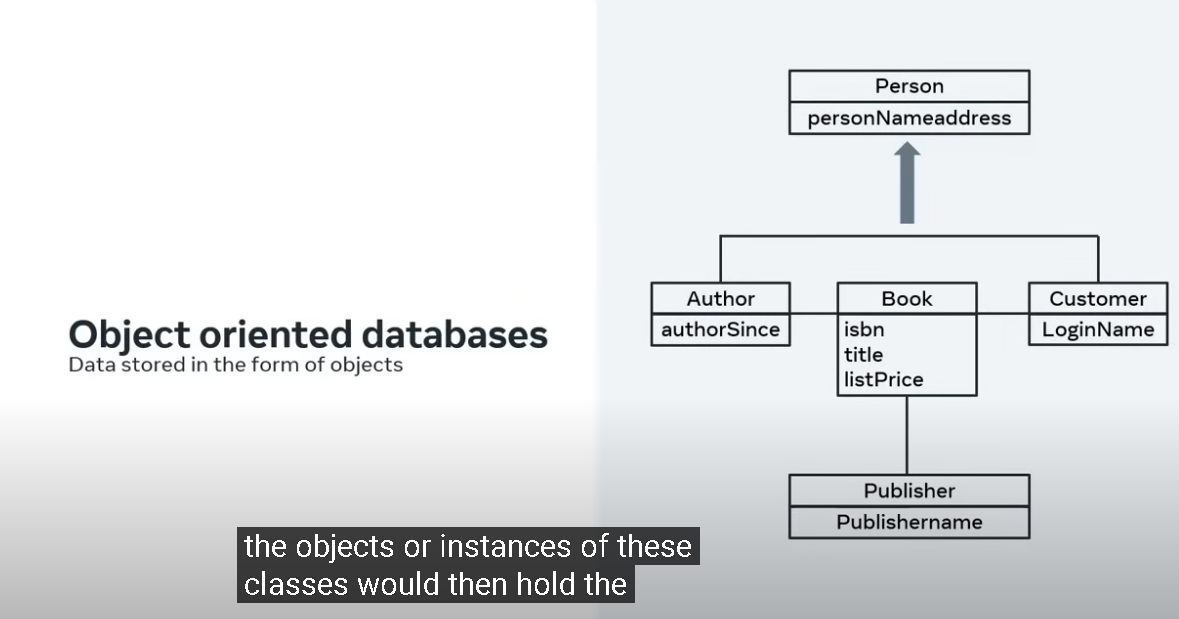 Object oriented databases
Data stored in the form of objects
Person
personNameaddress
Author
authorSince
Book
isbn
title
listPrice
Customer
LoginName
Publisher
Publishername
the objects or instances of these
classes would then hold the